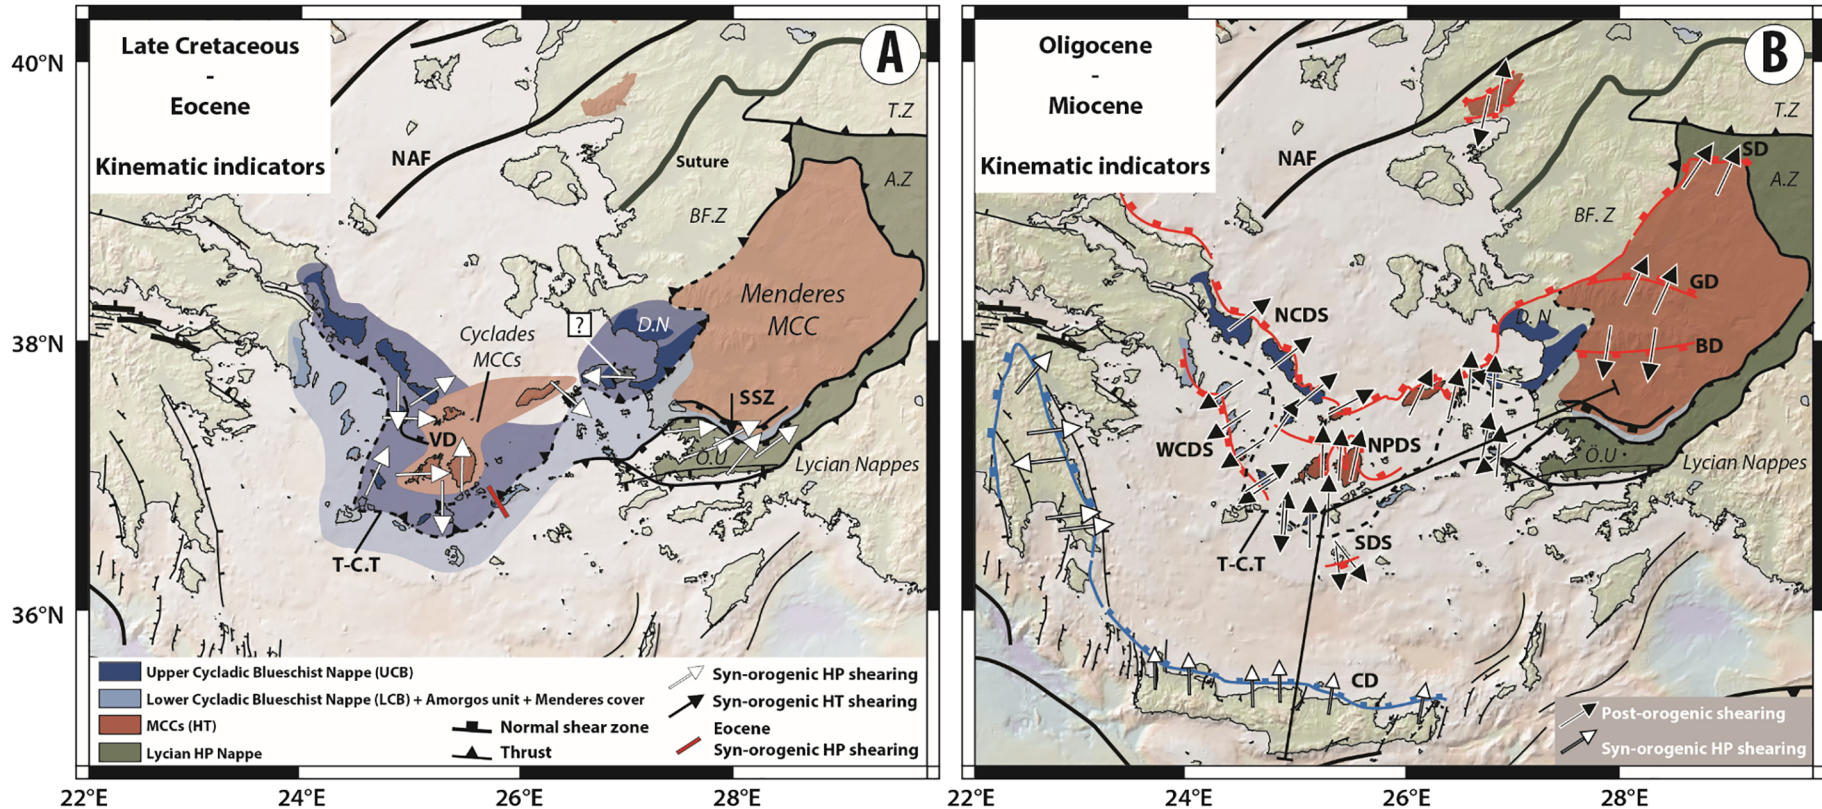 Late Cretaceous
-
Eocene
Kinematic indicators
A
40°N
38°N
36°N
NAF
Suture
T.Z
A.Z
BF.Z
Menderes
MCC
D.N
?
Cyclades
MCCs
VD
SSZ
Ö.U
Lycian Nappes
T-C.T
Upper Cycladic Blueschist Nappe (UCB)
Lower Cycladic Blueschist Nappe (LCB) + Amorgos unit + Menderes cover
MCCs (HT)
Lycian HP Nappe
Normal shear zone
Thrust
Syn-orogenic HP shearing
Syn-orogenic HT shearing
Eocene
Syn-orogenic HP shearing
22°E
24°E
26°E
28°E
Oligocene
-
Miocene
Kinematic indicators
B
NAF
T.Z
SD
A.Z
BF.Z
GD
D.N
BD
NCDS
WCDS
NPDS
Ö.U
Lycian Nappes
T-C.T
SDS
CD
Post-orogenic shearing
Syn-orogenic HP shearing
22°E
24°E
26°E
28°E